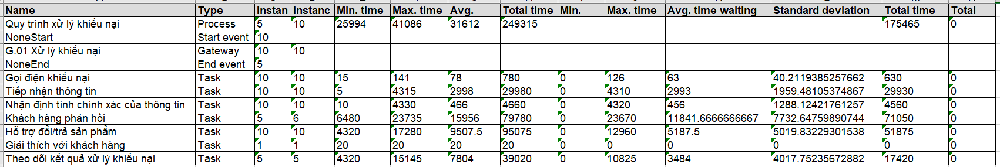 Name Type Instan Instanc Min. time Max. time Avg. Total time Min. Max. time Avg. time waiting Standard deviation Total time Total
Quy trình xử lý khiếu nại Process 5 10 25994 41086 31612 249315 175465 0
NoneStart Start event 10
G.01 Xử lý khiếu nại Gateway 10 10
NoneEnd End event 5
Gọi điện khiếu nại Task 10 10 15 141 78 780 0 126 63 40.2119385257662 630 0
Tiếp nhận thông tin Task 10 10 5 4315 2998 29980 0 4310 2993 1959.48105374867 29930 0
Nhận định tính chính xác của thông tin Task 10 10 10 4330 466 4660 0 4320 456 1288.12421761257 4560 0
Khách hàng phản hồi Task 5 6 6480 23735 15956 79780 0 23670 11841.6666666667 7732.64759890744 71050 0
Hỗ trợ đổi/trả sản phẩm Task 10 10 4320 17280 9507.5 95075 0 12960 5187.5 5019.83229301538 51875 0
Giải thích với khách hàng Task 1 1 20 20 20 20 0 0 0 0 0 0
Theo dõi kết quả xử lý khiếu nại Task 5 5 4320 15145 7804 39020 0 10825 3484 4017.75235672882 17420 0